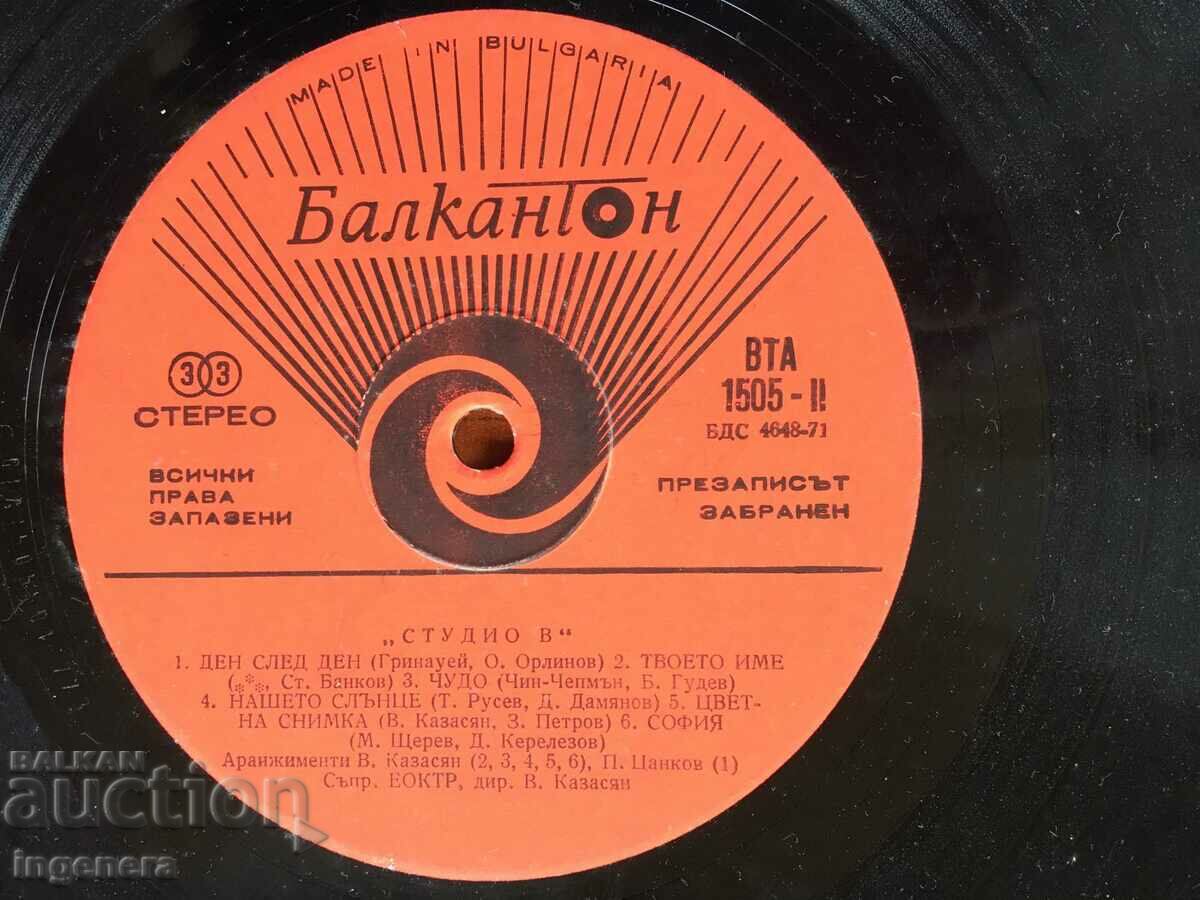 MADE IN BULGARIA
Балкантон
33
СТЕРЕО
ВТА
1505 - II
БДС 4648-71
ВСИЧКИ
ПРАВА
ЗАПАЗЕНИ
ПРЕЗАПИСЪТ
ЗАБРАНЕН
„СТУДИО В“
1. ДЕН СЛЕД ДЕН (Гринауей, О. Орлинов) 2. ТВОЕТО ИМЕ
(***, Ст. Банков) 3. ЧУДО (Чин-Чепмън, Б. Гудев)
4. НАШЕТО СЛЪНЦЕ (Т. Русев, Д. Дамянов) 5. ЦВЕТ-
НА СНИМКА (В. Казасян, З. Петров) 6. СОФИЯ
(М. Щерев, Д. Керелезов)
Аранжименти В. Казасян (2, 3, 4, 5, 6), П. Цанков (1)
Съпр. ЕОКТР, дир. В. Казасян
BALKAN
auction
ingenera